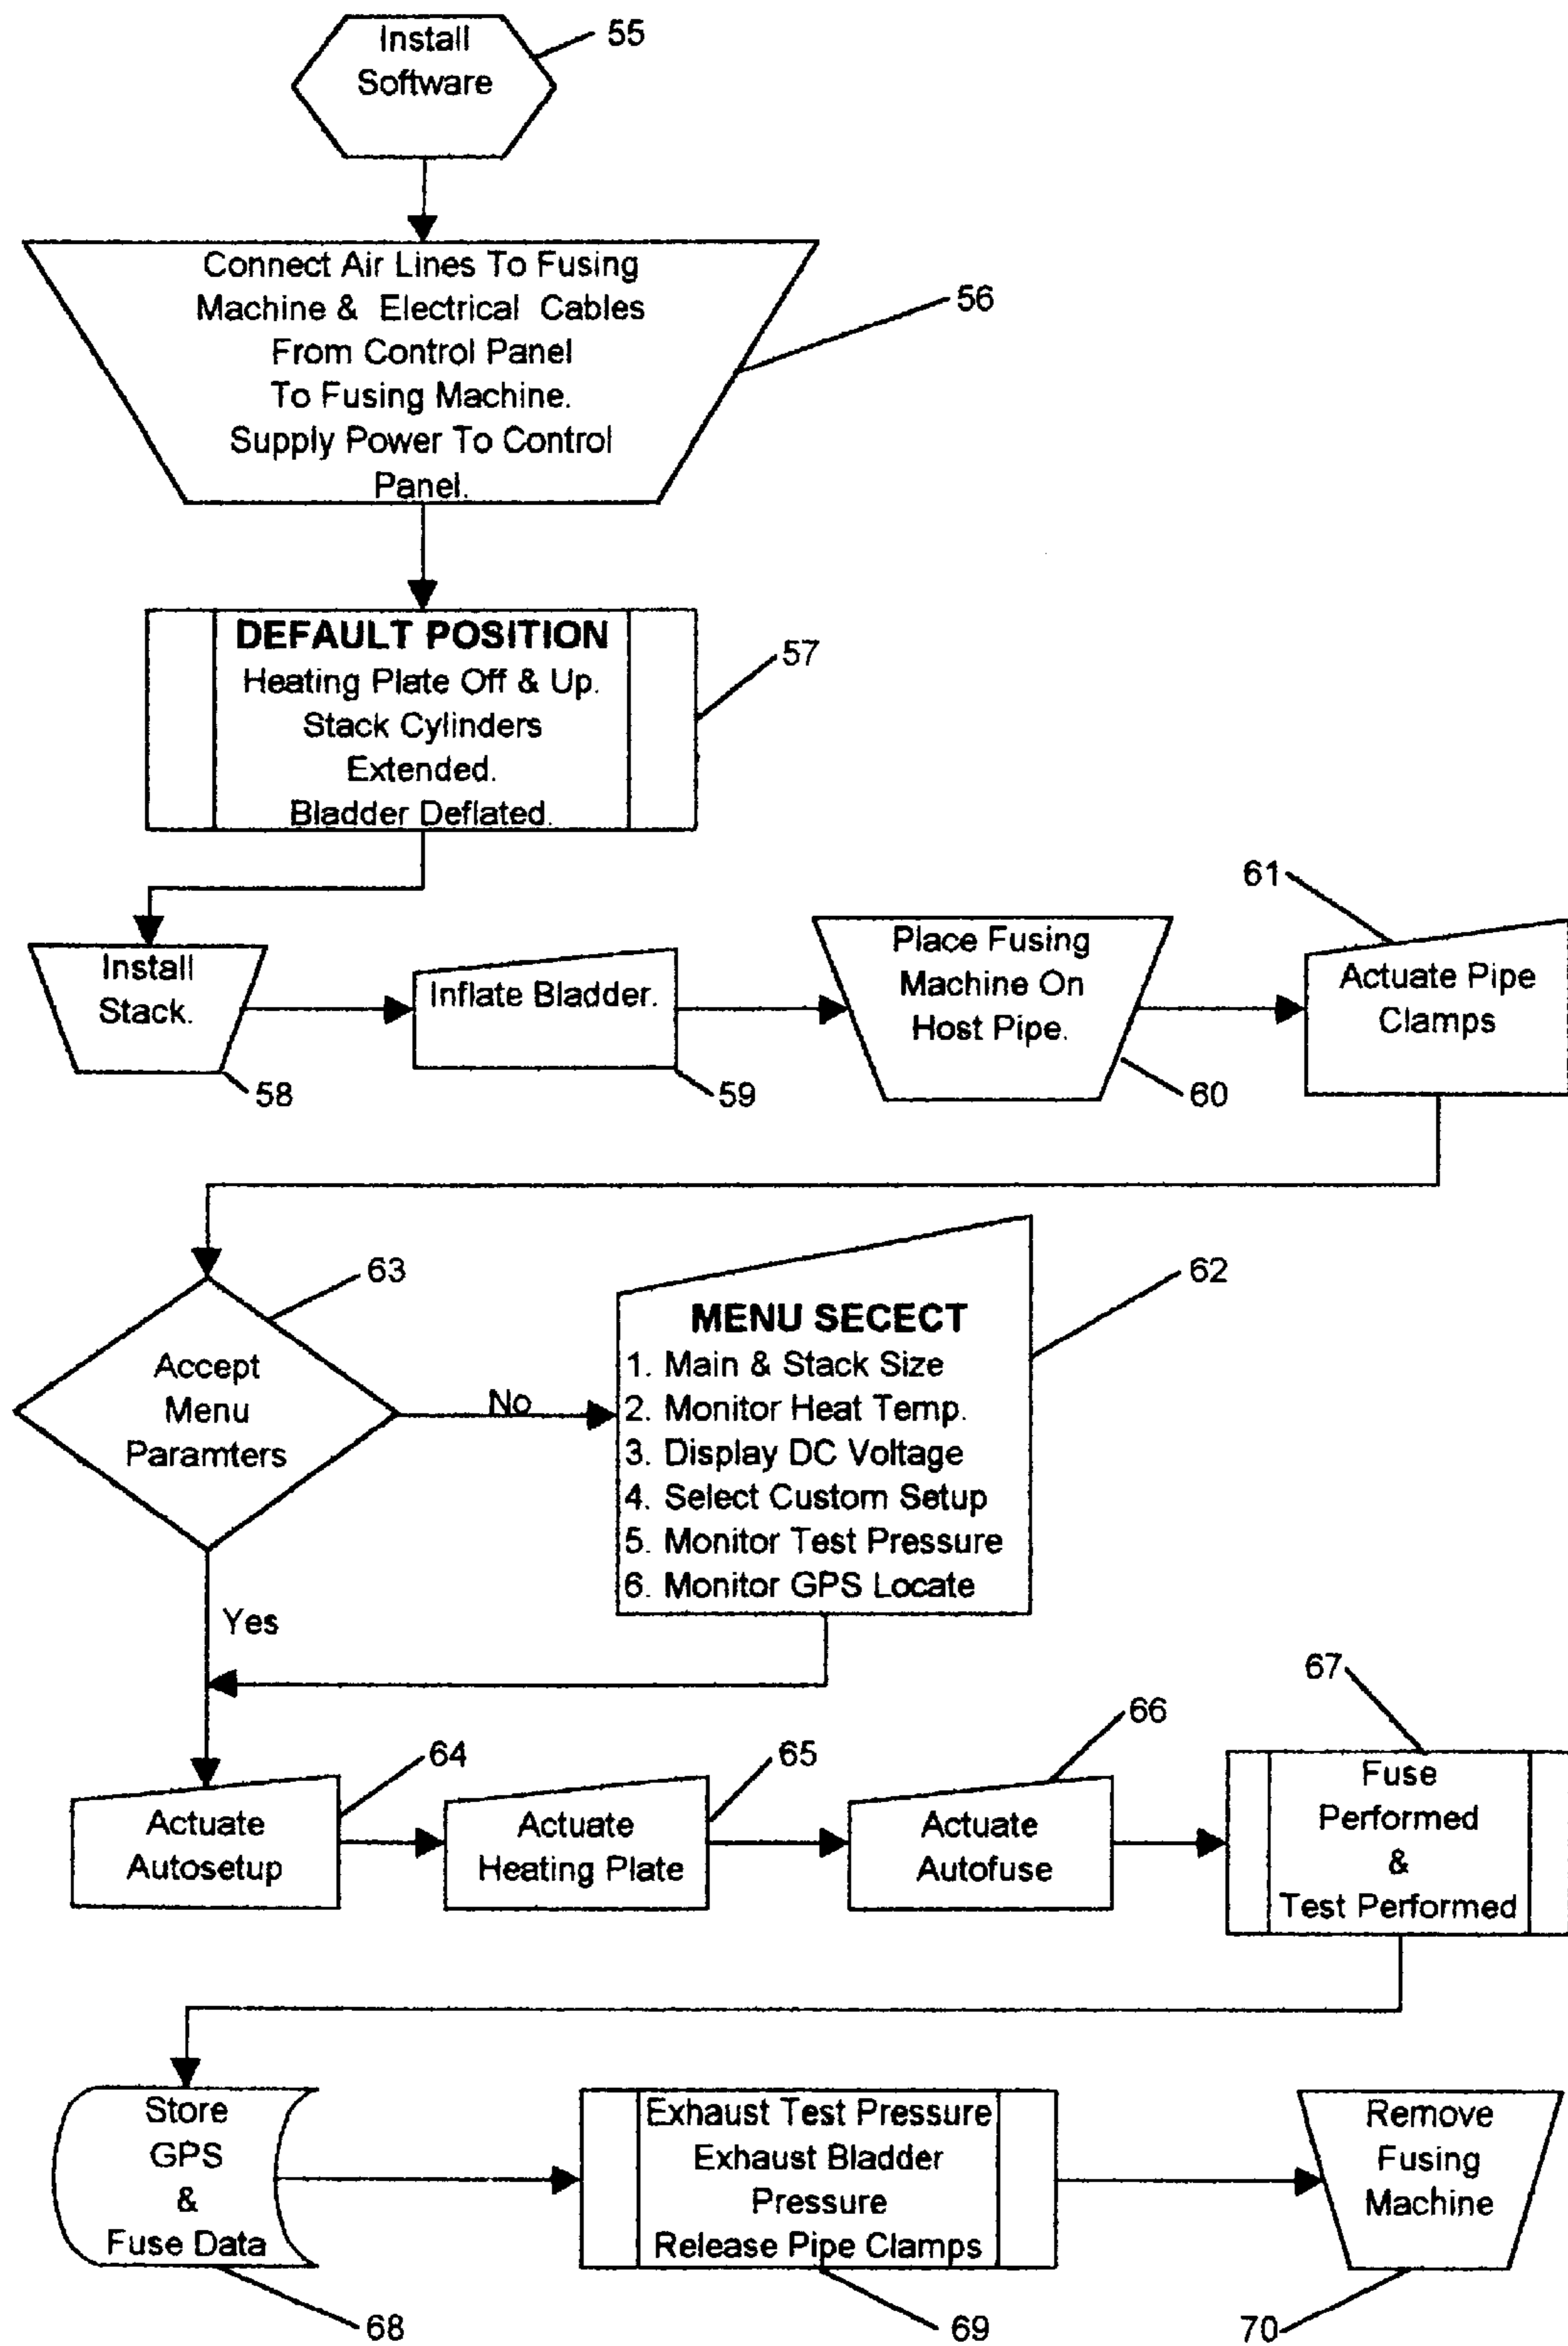 Install
Software
55
Connect Air Lines To Fusing
Machine & Electrical Cables
From Control Panel
To Fusing Machine.
Supply Power To Control
Panel.
56
DEFAULT POSITION
Heating Plate Off & Up.
Stack Cylinders
Extended.
Bladder Deflated.
57
Install
Stack.
58
Inflate Bladder.
59
Place Fusing
Machine On
Host Pipe.
60
61
Actuate Pipe
Clamps
63
Accept
Menu
Paramters
No
Yes
62
MENU SECECT
1. Main & Stack Size
2. Monitor Heat Temp.
3. Display DC Voltage
4. Select Custom Setup
5. Monitor Test Pressure
6. Monitor GPS Locate
64
Actuate
Autosetup
65
Actuate
Heating Plate
66
Actuate
Autofuse
67
Fuse
Performed
&
Test Performed
Store
GPS
&
Fuse Data
68
Exhaust Test Pressure
Exhaust Bladder
Pressure
Release Pipe Clamps
69
Remove
Fusing
Machine
70